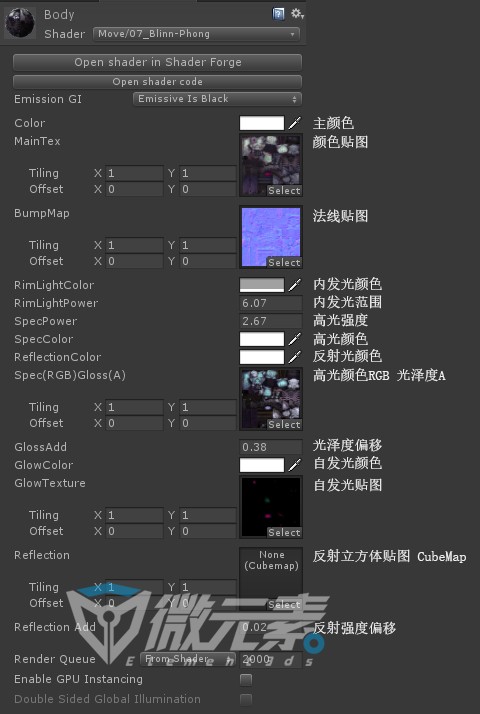 Body
Shader Move/07_Blinn-Phong
Open shader in Shader Forge
Open shader code
Emission GI Emissive Is Black
Color 主颜色
MainTex 颜色贴图
Tiling X 1 Y 1
Offset X 0 Y 0 Select
BumpMap 法线贴图
Tiling X 1 Y 1
Offset X 0 Y 0 Select
RimLightColor 内发光颜色
RimLightPower 6.07 内发光范围
SpecPower 2.67 高光强度
SpecColor 高光颜色
ReflectionColor 反射光颜色
Spec(RGB)Gloss(A) 高光颜色RGB 光泽度A
Tiling X 1 Y 1
Offset X 0 Y 0 Select
GlossAdd 0.38 光泽度偏移
GlowColor 自发光颜色
GlowTexture 自发光贴图
Tiling X 1 Y 1
Offset X 0 Y 0 Select
Reflection None (Cubemap) 反射立方体贴图 CubeMap
Tiling X 1 Y 1
Offset X 0 Y 0 Select
微元素
Reflection Add 0.02 反射强度偏移
Render Queue From Shader 2000
Enable GPU Instancing
Double Sided Global Illumination